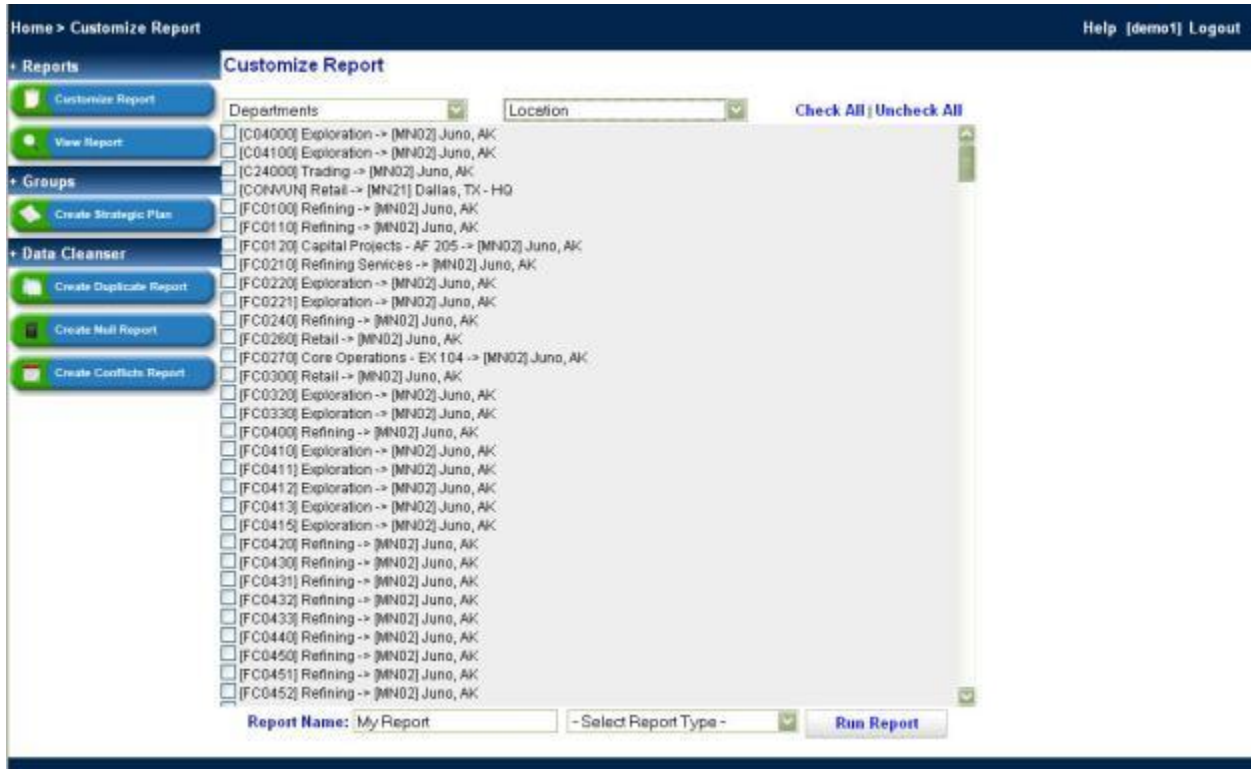 Home > Customize Report
Help [demo1] Logout
+ Reports
Customize Report
View Report
+ Groups
Create Strategic Plan
+ Data Cleanser
Create Duplicate Report
Create Null Report
Create Conflicts Report
Customize Report
Departments
Location
Check All | Uncheck All
[C04000] Exploration -> [MN02] Juno, AK
[C04100] Exploration -> [MN02] Juno, AK
[C24000] Trading -> [MN02] Juno, AK
[CONVUN] Retail -> [MN21] Dallas, TX - HQ
[FC0100] Refining -> [MN02] Juno, AK
[FC0110] Refining -> [MN02] Juno, AK
[FC0120] Capital Projects - AF 205 -> [MN02] Juno, AK
[FC0210] Refining Services -> [MN02] Juno, AK
[FC0220] Exploration -> [MN02] Juno, AK
[FC0221] Exploration -> [MN02] Juno, AK
[FC0240] Refining -> [MN02] Juno, AK
[FC0260] Retail -> [MN02] Juno, AK
[FC0270] Core Operations - EX 104 -> [MN02] Juno, AK
[FC0300] Retail -> [MN02] Juno, AK
[FC0320] Exploration -> [MN02] Juno, AK
[FC0330] Exploration -> [MN02] Juno, AK
[FC0400] Refining -> [MN02] Juno, AK
[FC0410] Exploration -> [MN02] Juno, AK
[FC0411] Exploration -> [MN02] Juno, AK
[FC0412] Exploration -> [MN02] Juno, AK
[FC0413] Exploration -> [MN02] Juno, AK
[FC0415] Exploration -> [MN02] Juno, AK
[FC0420] Refining -> [MN02] Juno, AK
[FC0430] Refining -> [MN02] Juno, AK
[FC0431] Refining -> [MN02] Juno, AK
[FC0432] Refining -> [MN02] Juno, AK
[FC0433] Refining -> [MN02] Juno, AK
[FC0440] Refining -> [MN02] Juno, AK
[FC0450] Refining -> [MN02] Juno, AK
[FC0451] Refining -> [MN02] Juno, AK
[FC0452] Refining -> [MN02] Juno, AK
Report Name: My Report
- Select Report Type -
Run Report